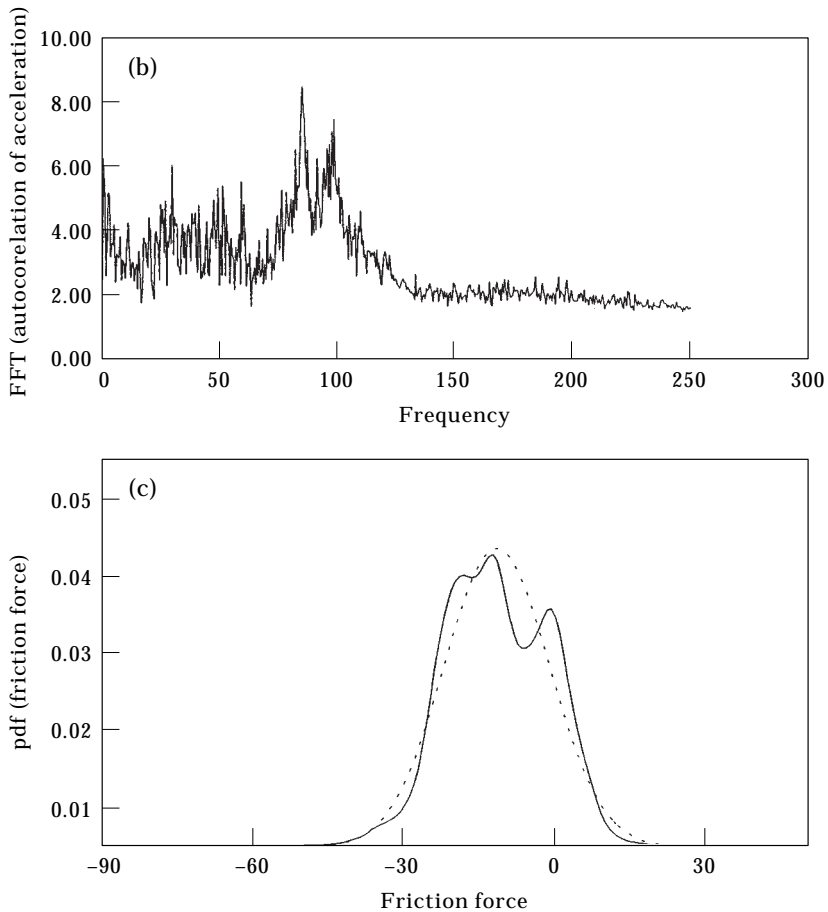 (b)
FFT (autocorelation of acceleration)
10.00
8.00
6.00
4.00
2.00
0.00
0 50 100 150 200 250 300
Frequency
(c)
pdf (friction force)
0.05
0.04
0.03
0.02
0.01
–90 –60 –30 0 30
Friction force